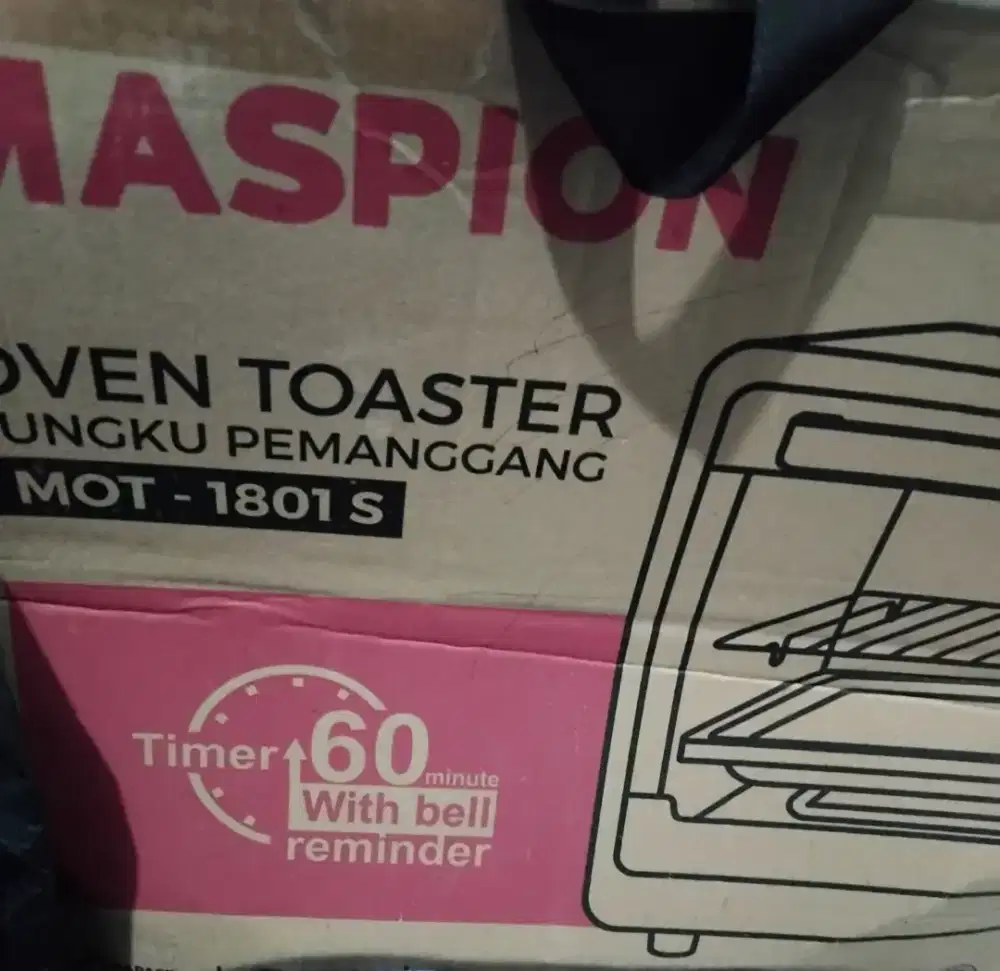 MASPION
OVEN TOASTER
UNGKU PEMANGGANG
MOT - 1801 S
Timer 60 minute
With bell
reminder